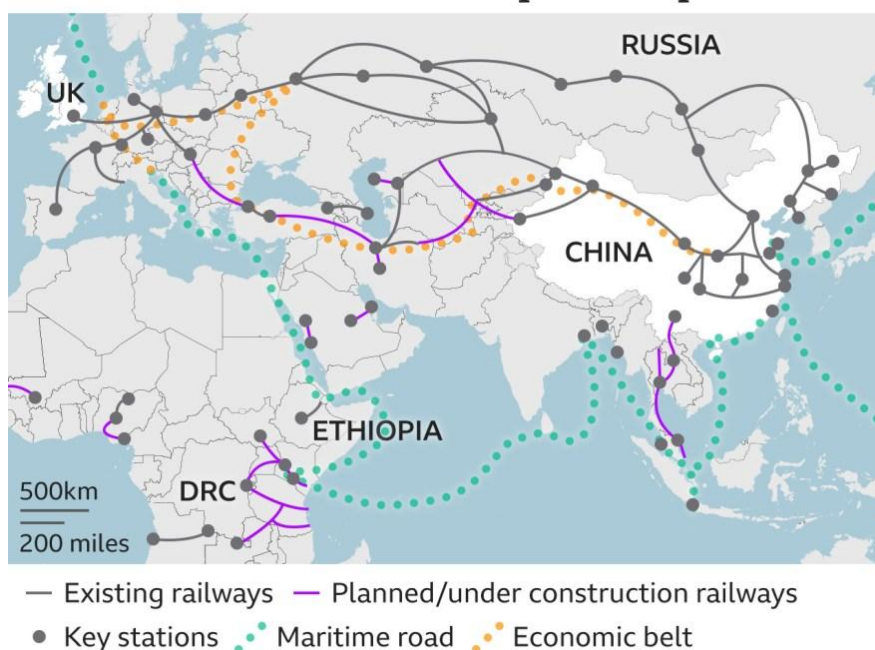 RUSSIA
UK
CHINA
ETHIOPIA
DRC
500km
200 miles
Existing railways
Planned/under construction railways
Key stations
Maritime road
Economic belt